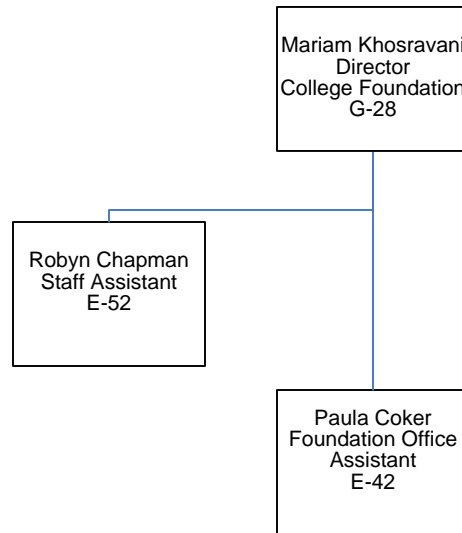 Mariam Khosravani
Director
College Foundation
G-28
Robyn Chapman
Staff Assistant
E-52
Paula Coker
Foundation Office
Assistant
E-42